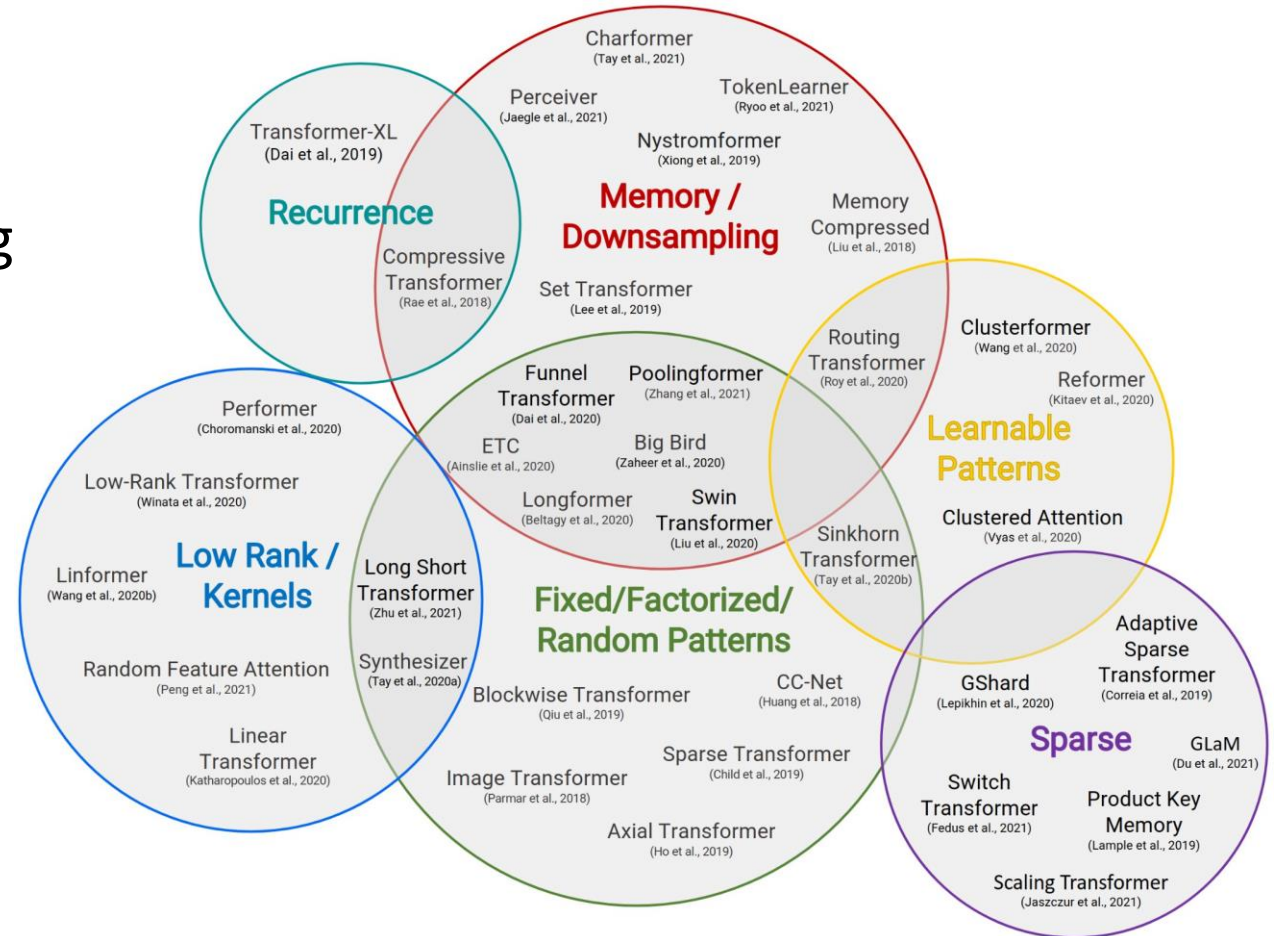 g
Charformer
(Tay et al., 2021)
TokenLearner
(Ryoo et al., 2021)
Perceiver
(Jaegle et al., 2021)
Nystromformer
(Xiong et al., 2019)
Memory /
Downsampling
Memory
Compressed
(Liu et al., 2018)
Set Transformer
(Lee et al., 2019)
Transformer-XL
(Dai et al., 2019)
Recurrence
Compressive
Transformer
(Rae et al., 2018)
Funnel
Transformer
(Dai et al., 2020)
Poolingformer
(Zhang et al., 2021)
ETC
(Ainslie et al., 2020)
Big Bird
(Zaheer et al., 2020)
Longformer
(Beltagy et al., 2020)
Swin
Transformer
(Liu et al., 2020)
Routing
Transformer
(Roy et al., 2020)
Clusterformer
(Wang et al., 2020)
Reformer
(Kitaev et al., 2020)
Learnable
Patterns
Clustered Attention
(Vyas et al., 2020)
Sinkhorn
Transformer
(Tay et al., 2020b)
Performer
(Choromanski et al., 2020)
Low-Rank Transformer
(Winata et al., 2020)
Low Rank /
Kernels
Linformer
(Wang et al., 2020b)
Random Feature Attention
(Peng et al., 2021)
Linear
Transformer
(Katharopoulos et al., 2020)
Long Short
Transformer
(Zhu et al., 2021)
Synthesizer
(Tay et al., 2020a)
Fixed/Factorized/
Random Patterns
Blockwise Transformer
(Qiu et al., 2019)
CC-Net
(Huang et al., 2018)
Sparse Transformer
(Child et al., 2019)
Image Transformer
(Parmar et al., 2018)
Axial Transformer
(Ho et al., 2019)
Adaptive
Sparse
Transformer
(Correia et al., 2019)
GShard
(Lepikhin et al., 2020)
Sparse
GLaM
(Du et al., 2021)
Switch
Transformer
(Fedus et al., 2021)
Product Key
Memory
(Lample et al., 2019)
Scaling Transformer
(Jaszczur et al., 2021)